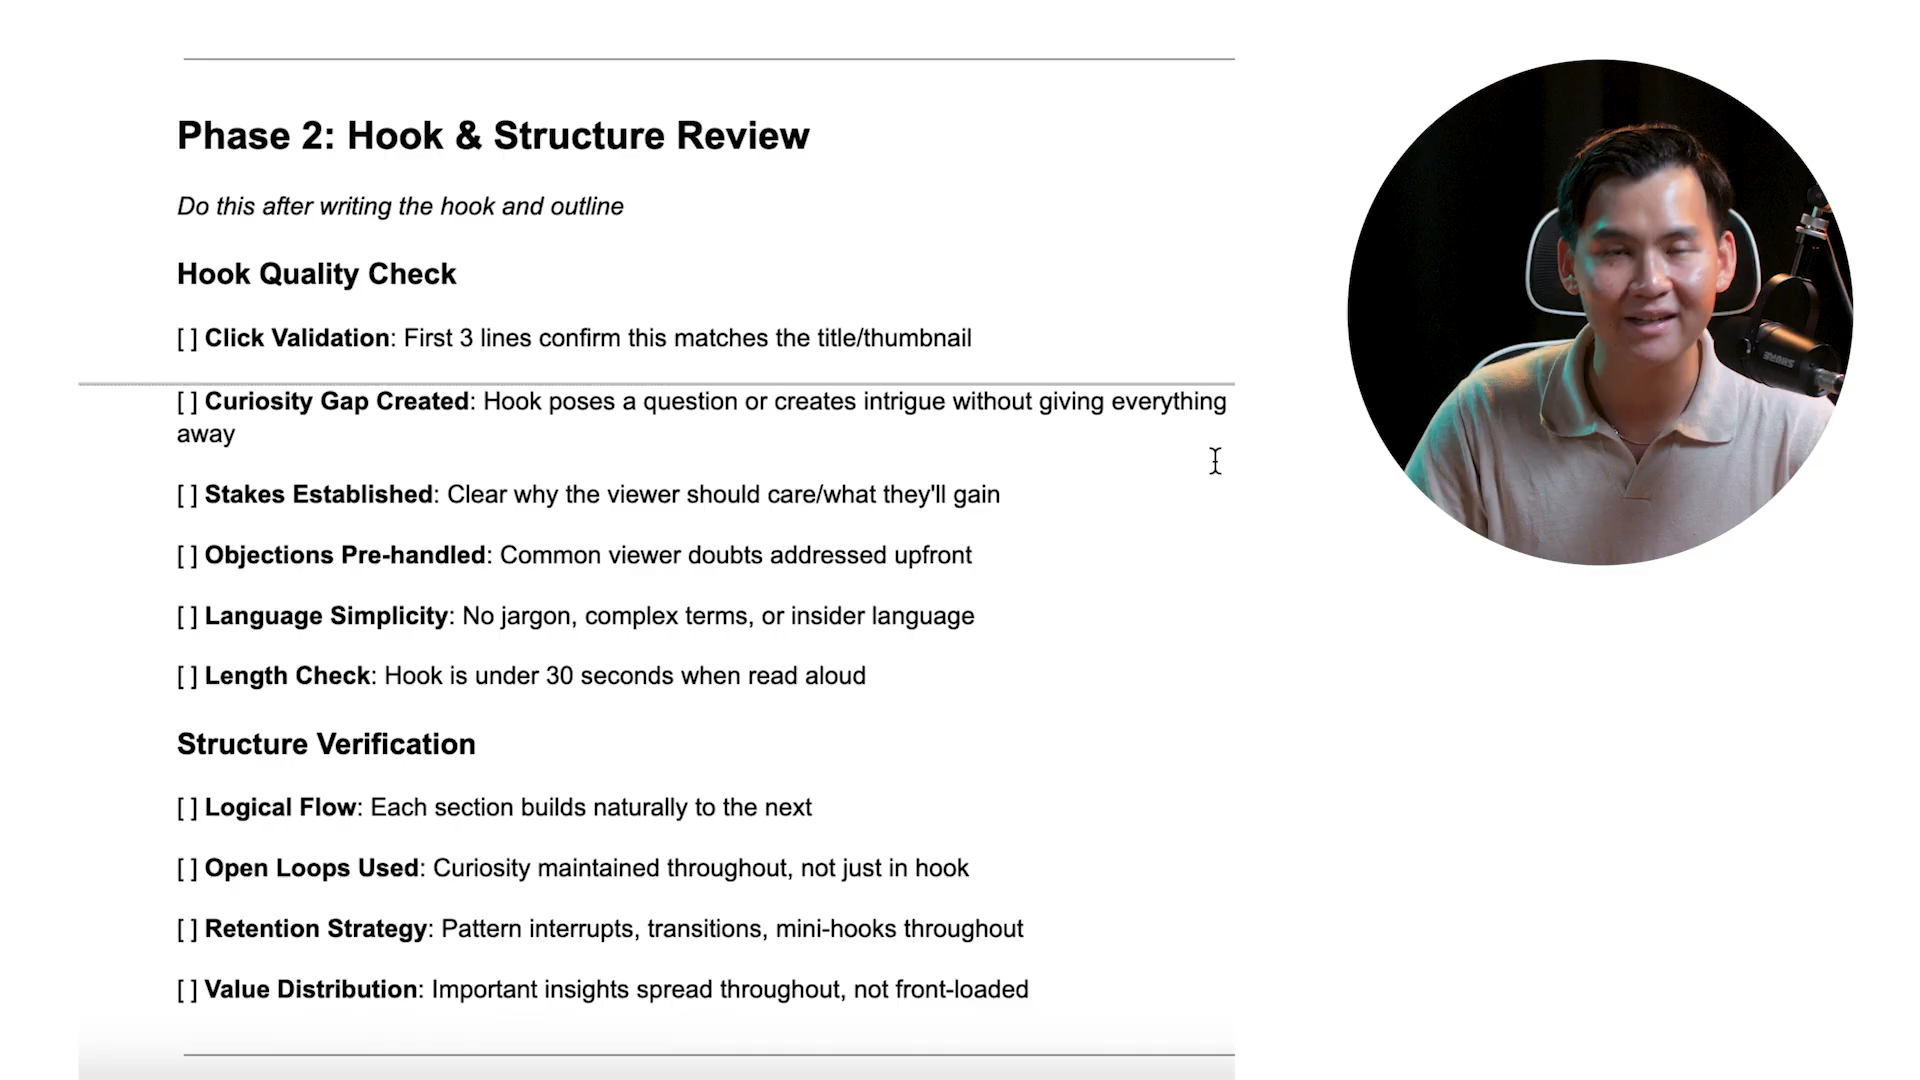 Phase 2: Hook & Structure Review
Do this after writing the hook and outline
Hook Quality Check
[ ] Click Validation: First 3 lines confirm this matches the title/thumbnail
[ ] Curiosity Gap Created: Hook poses a question or creates intrigue without giving everything
away
[ ] Stakes Established: Clear why the viewer should care/what they'll gain
[ ] Objections Pre-handled: Common viewer doubts addressed upfront
[ ] Language Simplicity: No jargon, complex terms, or insider language
[ ] Length Check: Hook is under 30 seconds when read aloud
Structure Verification
[ ] Logical Flow: Each section builds naturally to the next
[ ] Open Loops Used: Curiosity maintained throughout, not just in hook
[ ] Retention Strategy: Pattern interrupts, transitions, mini-hooks throughout
[ ] Value Distribution: Important insights spread throughout, not front-loaded
SHURE